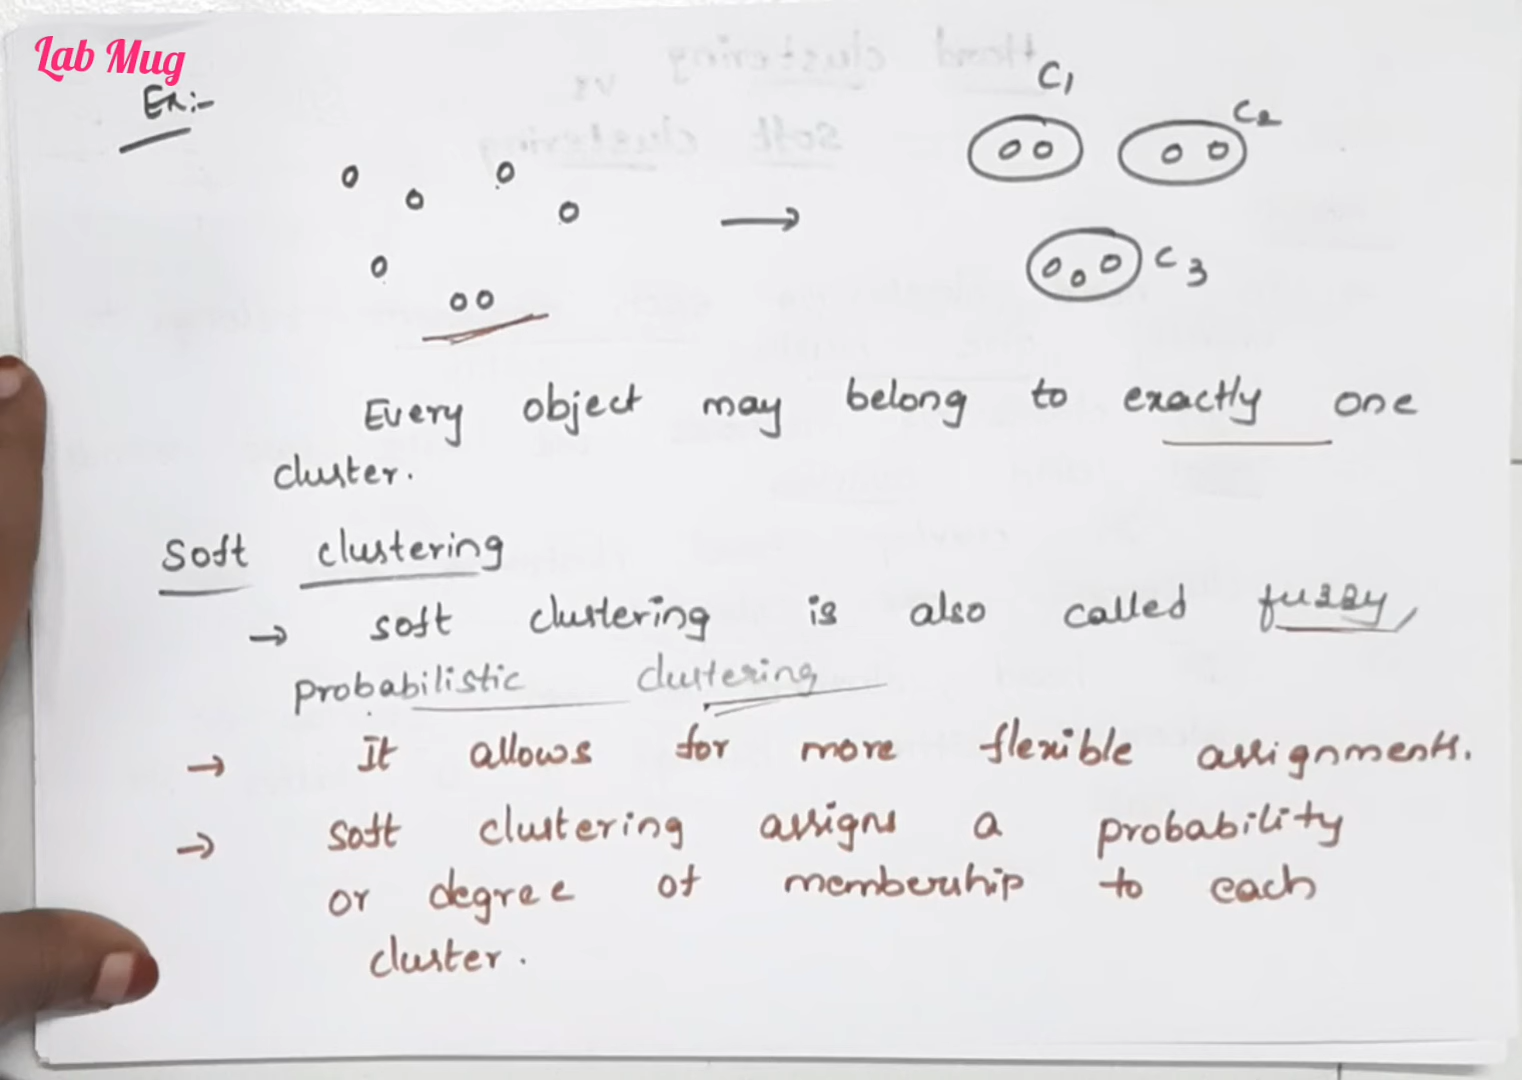 Lab Mug
Ex:-
C1
C2
C3
Every object may belong to exactly one
cluster.
Soft clustering
→ soft clustering is also called fuzzy,
probabilistic clustering
→ It allows for more flexible assignments.
→ soft clustering assigns a probability
or degree of membership to each
cluster.